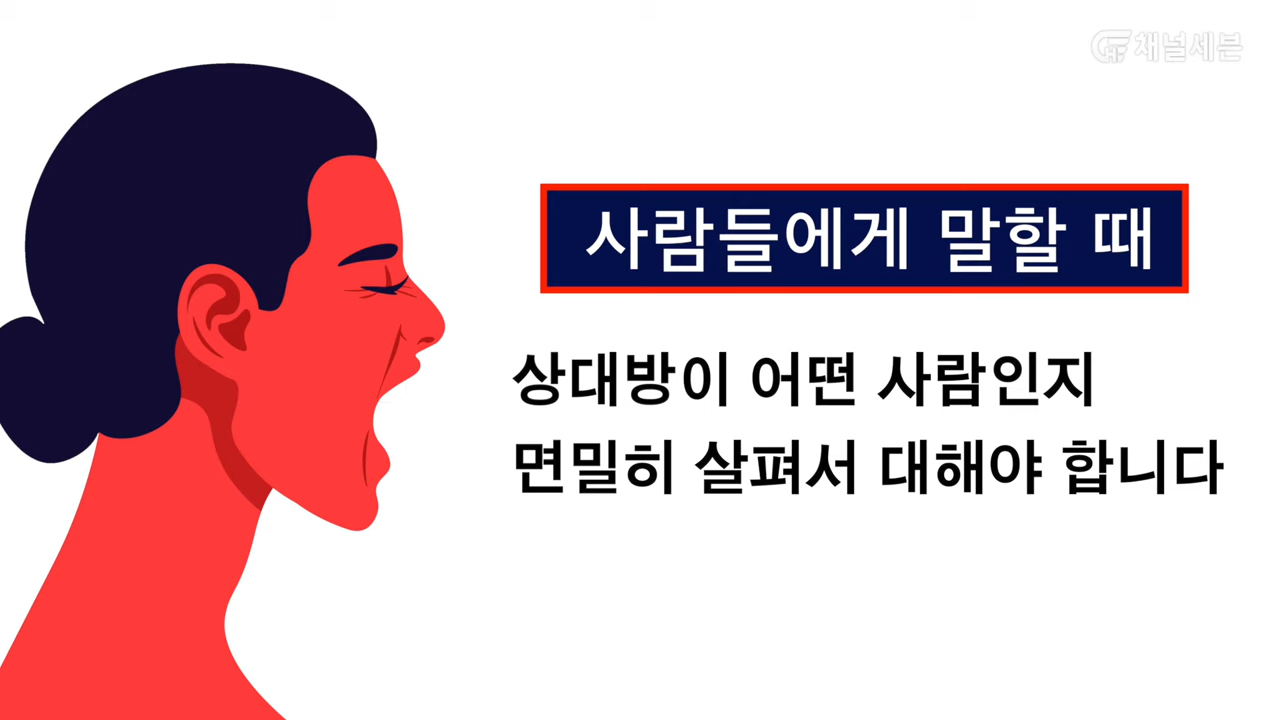 채널세븐
사람들에게 말할 때
상대방이 어떤 사람인지
면밀히 살펴서 대해야 합니다